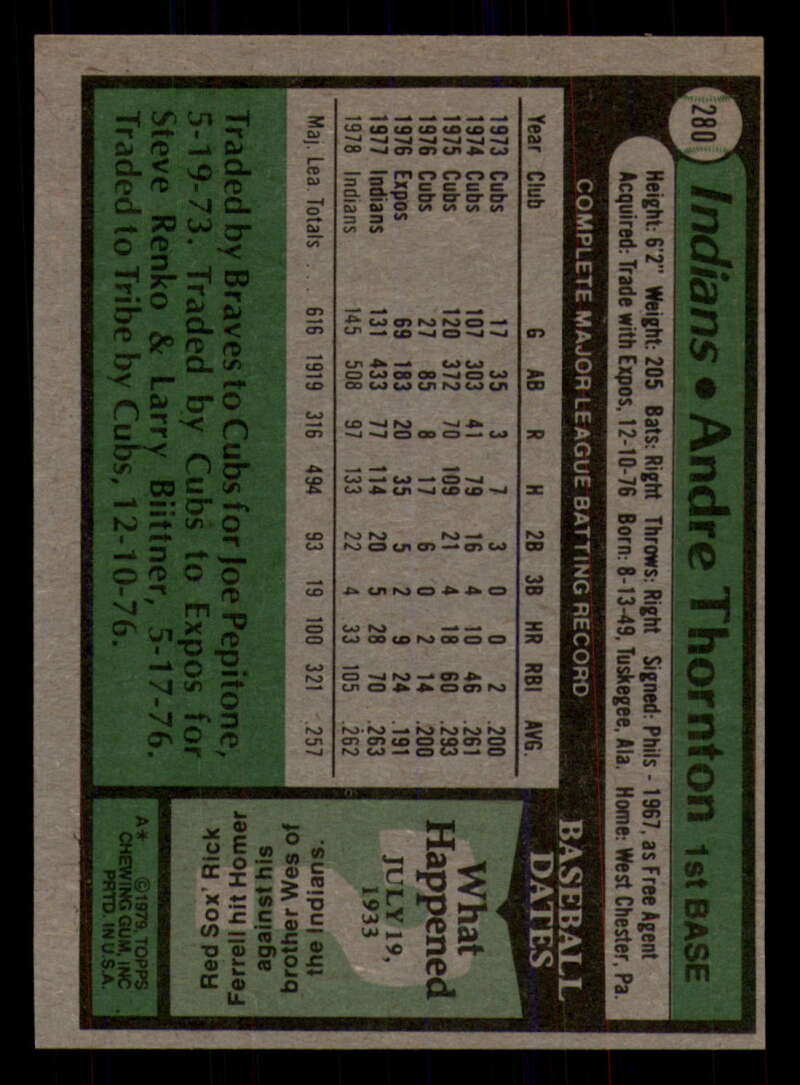 280
Indians • Andre Thornton 1st BASE
Height: 6'2" Weight: 205 Bats: Right Throws: Right Signed: Phils - 1967, as Free Agent
Acquired: Trade with Expos, 12-10-76 Born: 8-13-49, Tuskegee, Ala. Home: West Chester, Pa.
COMPLETE MAJOR LEAGUE BATTING RECORD
Year Club G AB R H 2B 3B HR RBI AVG.
1973 Cubs 17 35 3 7 3 0 0 2 .200
1974 Cubs 107 303 41 79 16 4 10 46 .261
1975 Cubs 120 372 70 109 21 4 18 60 .293
1976 Cubs 27 85 8 17 6 0 2 14 .200
1976 Expos 69 183 20 35 5 2 9 24 .191
1977 Indians 131 433 77 114 20 5 28 70 .263
1978 Indians 145 508 97 133 22 4 33 105 .262
Maj. Lea. Totals . . . 616 1919 316 494 93 19 100 321 .257
Traded by Braves to Cubs for Joe Pepitone,
5-19-73. Traded by Cubs to Expos for
Steve Renko & Larry Biittner, 5-17-76.
Traded to Tribe by Cubs, 12-10-76.
BASEBALL
DATES
What
Happened
JULY 19,
1933
Red Sox' Rick
Ferrell hit Homer
against his
brother Wes of
the Indians.
A* ©1979, TOPPS
CHEWING GUM, INC
PRTD. IN U.S.A.